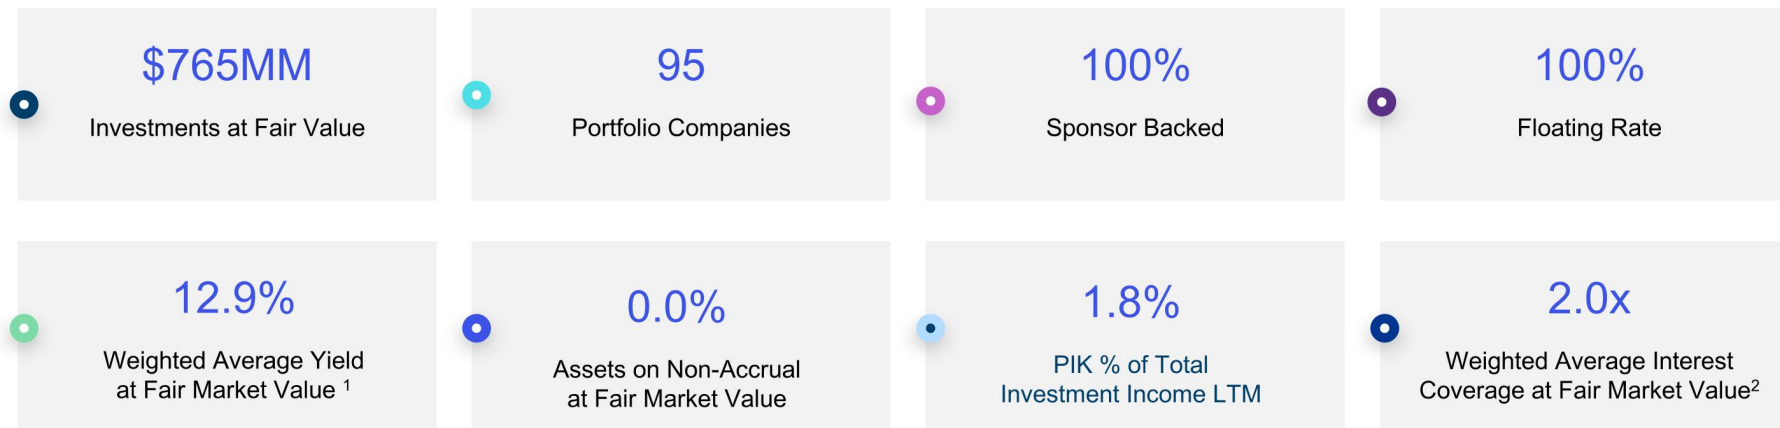 $765MM
Investments at Fair Value
95
Portfolio Companies
100%
Sponsor Backed
100%
Floating Rate
12.9%
Weighted Average Yield
at Fair Market Value ¹
0.0%
Assets on Non-Accrual
at Fair Market Value
1.8%
PIK % of Total
Investment Income LTM
2.0x
Weighted Average Interest
Coverage at Fair Market Value²